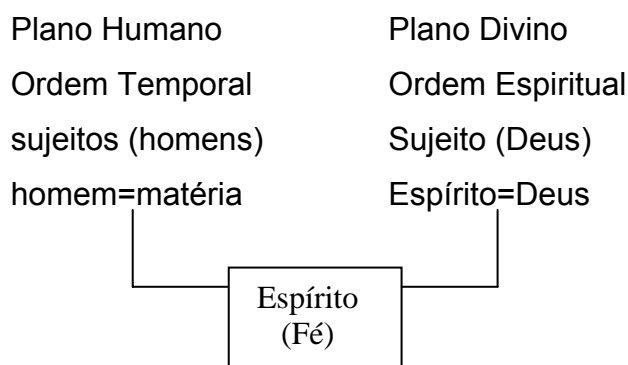 Plano Humano
Ordem Temporal
sujeitos (homens)
homem=matéria
Plano Divino
Ordem Espiritual
Sujeito (Deus)
Espírito=Deus
Espírito
(Fé)